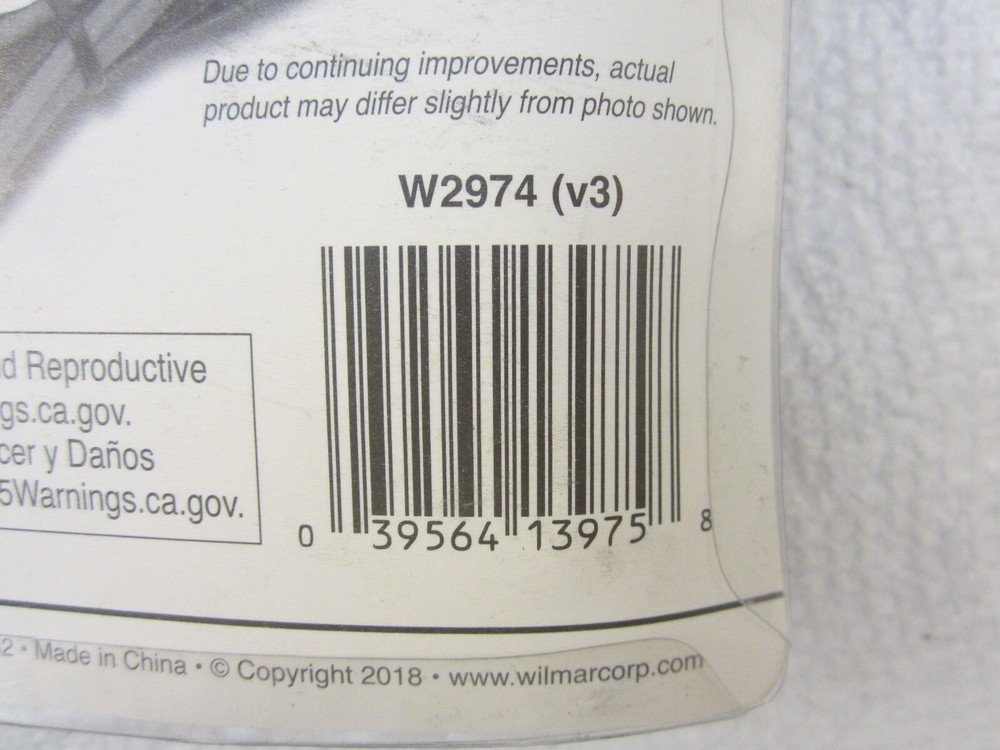 Due to continuing improvements, actual
product may differ slightly from photo shown.
W2974 (v3)
Reproductive
gs.ca.gov.
cer y Daños
5Warnings.ca.gov.
0 39564 13975 8
2 • Made in China • © Copyright 2018 • www.wilmarcorp.com